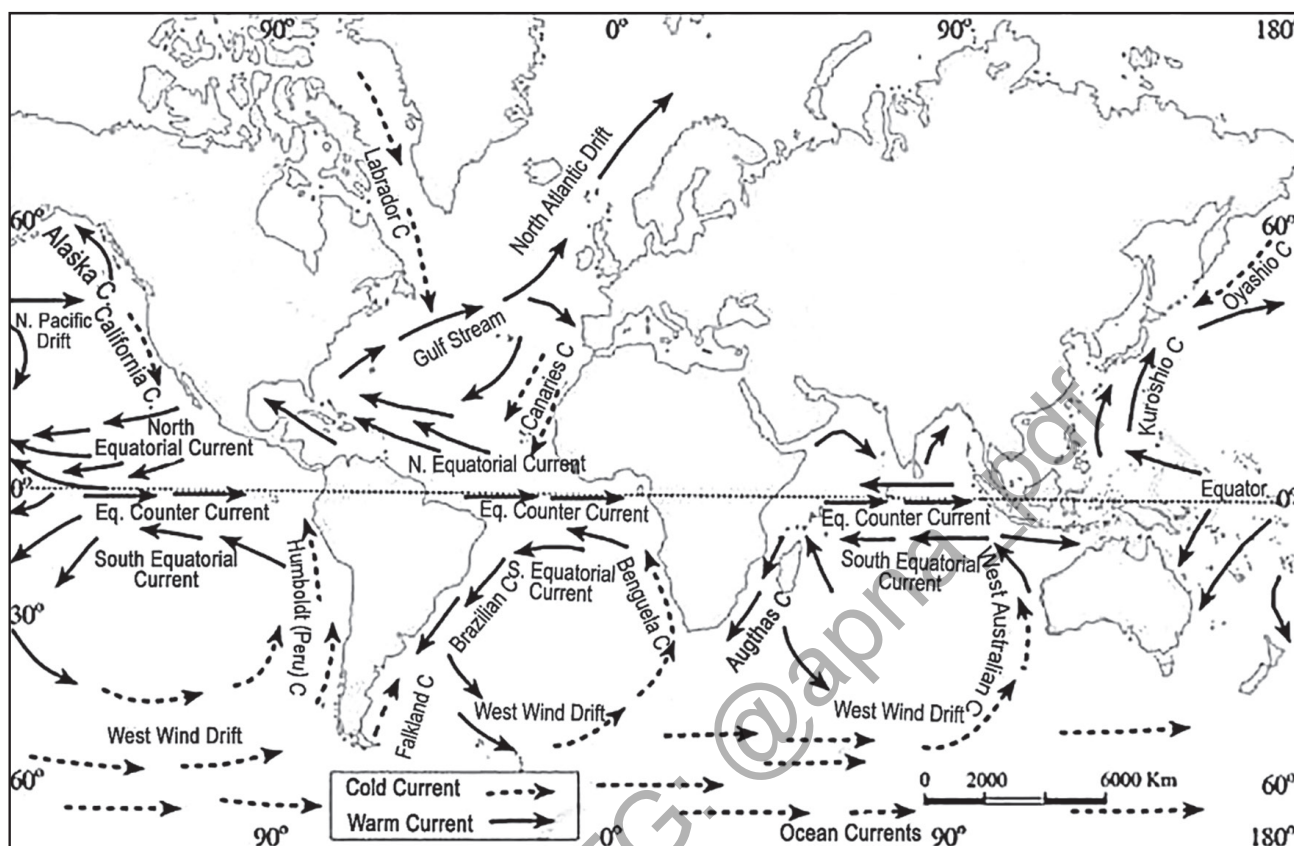 90°
0°
90°
180°
Labrador C
North Atlantic Drift
60°
60°
Alaska C.
Oyashio C
N. Pacific
Drift
California C.
Gulf Stream
Canaries C
Kuroshio C
North
Equatorial Current
N. Equatorial Current
Equator
0°
0°
Eq. Counter Current
Eq. Counter Current
Eq. Counter Current
South Equatorial
Current
Humboldt (Peru) C
S. Equatorial
Current
Brazilian C
Benguela C
South Equatorial
Current
West Australian C
Augthas C
30°
Falkland C
West Wind Drift
West Wind Drift
West Wind Drift
60°
60°
0 2000 6000 Km
Cold Current
Warm Current
Ocean Currents
90°
0°
90°
180°
TG: @apna_pdf